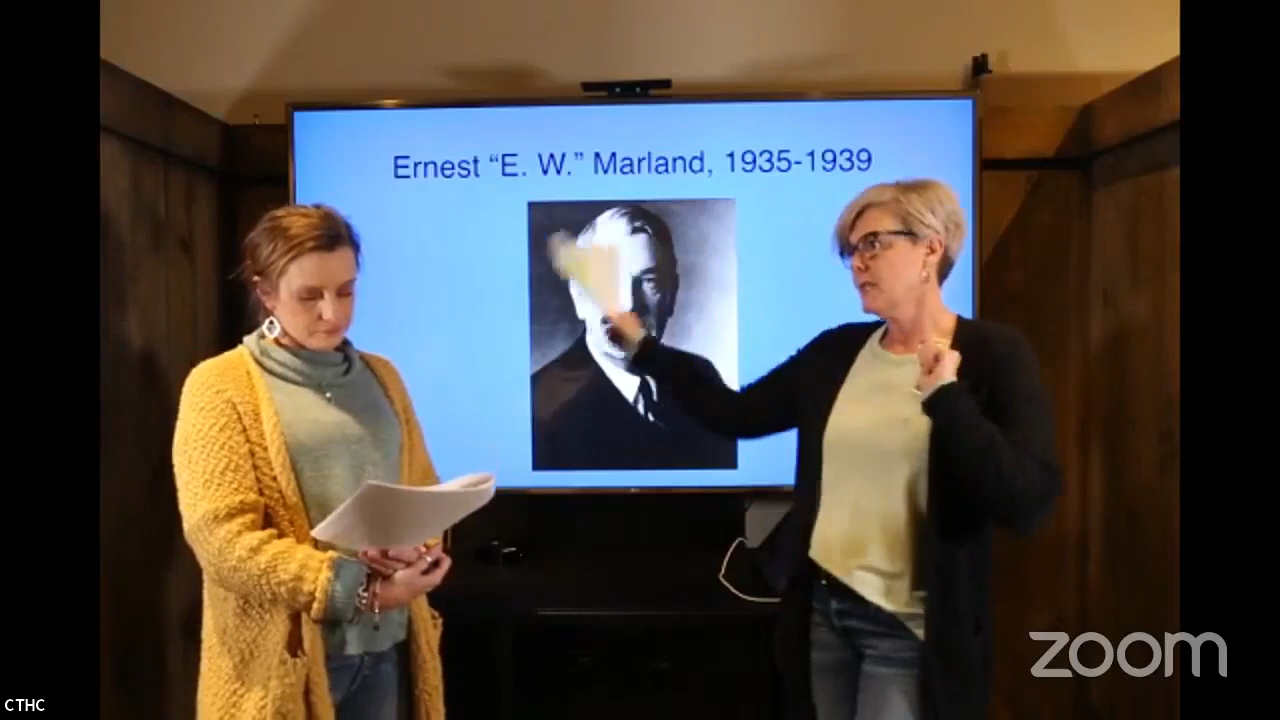 Ernest “E. W.” Marland, 1935-1939
zoom
CTHC